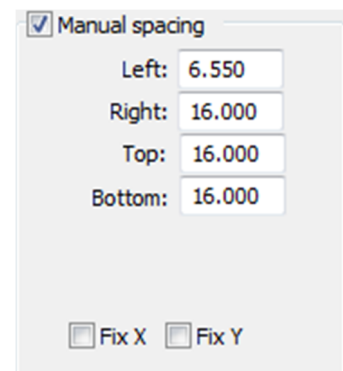 Manual spacing
Left: 6.550
Right: 16.000
Top: 16.000
Bottom: 16.000
Fix X Fix Y